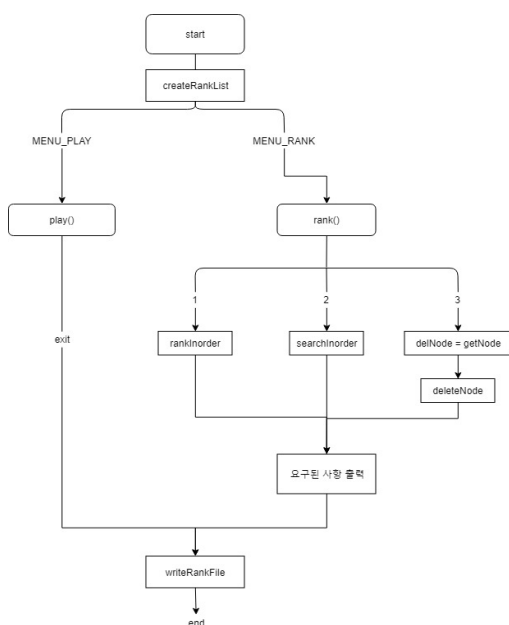 start
createRankList
MENU_PLAY
MENU_RANK
play()
rank()
1
2
3
exit
rankInorder
searchInorder
delNode = getNode
deleteNode
요구된 사항 출력
writeRankFile
end